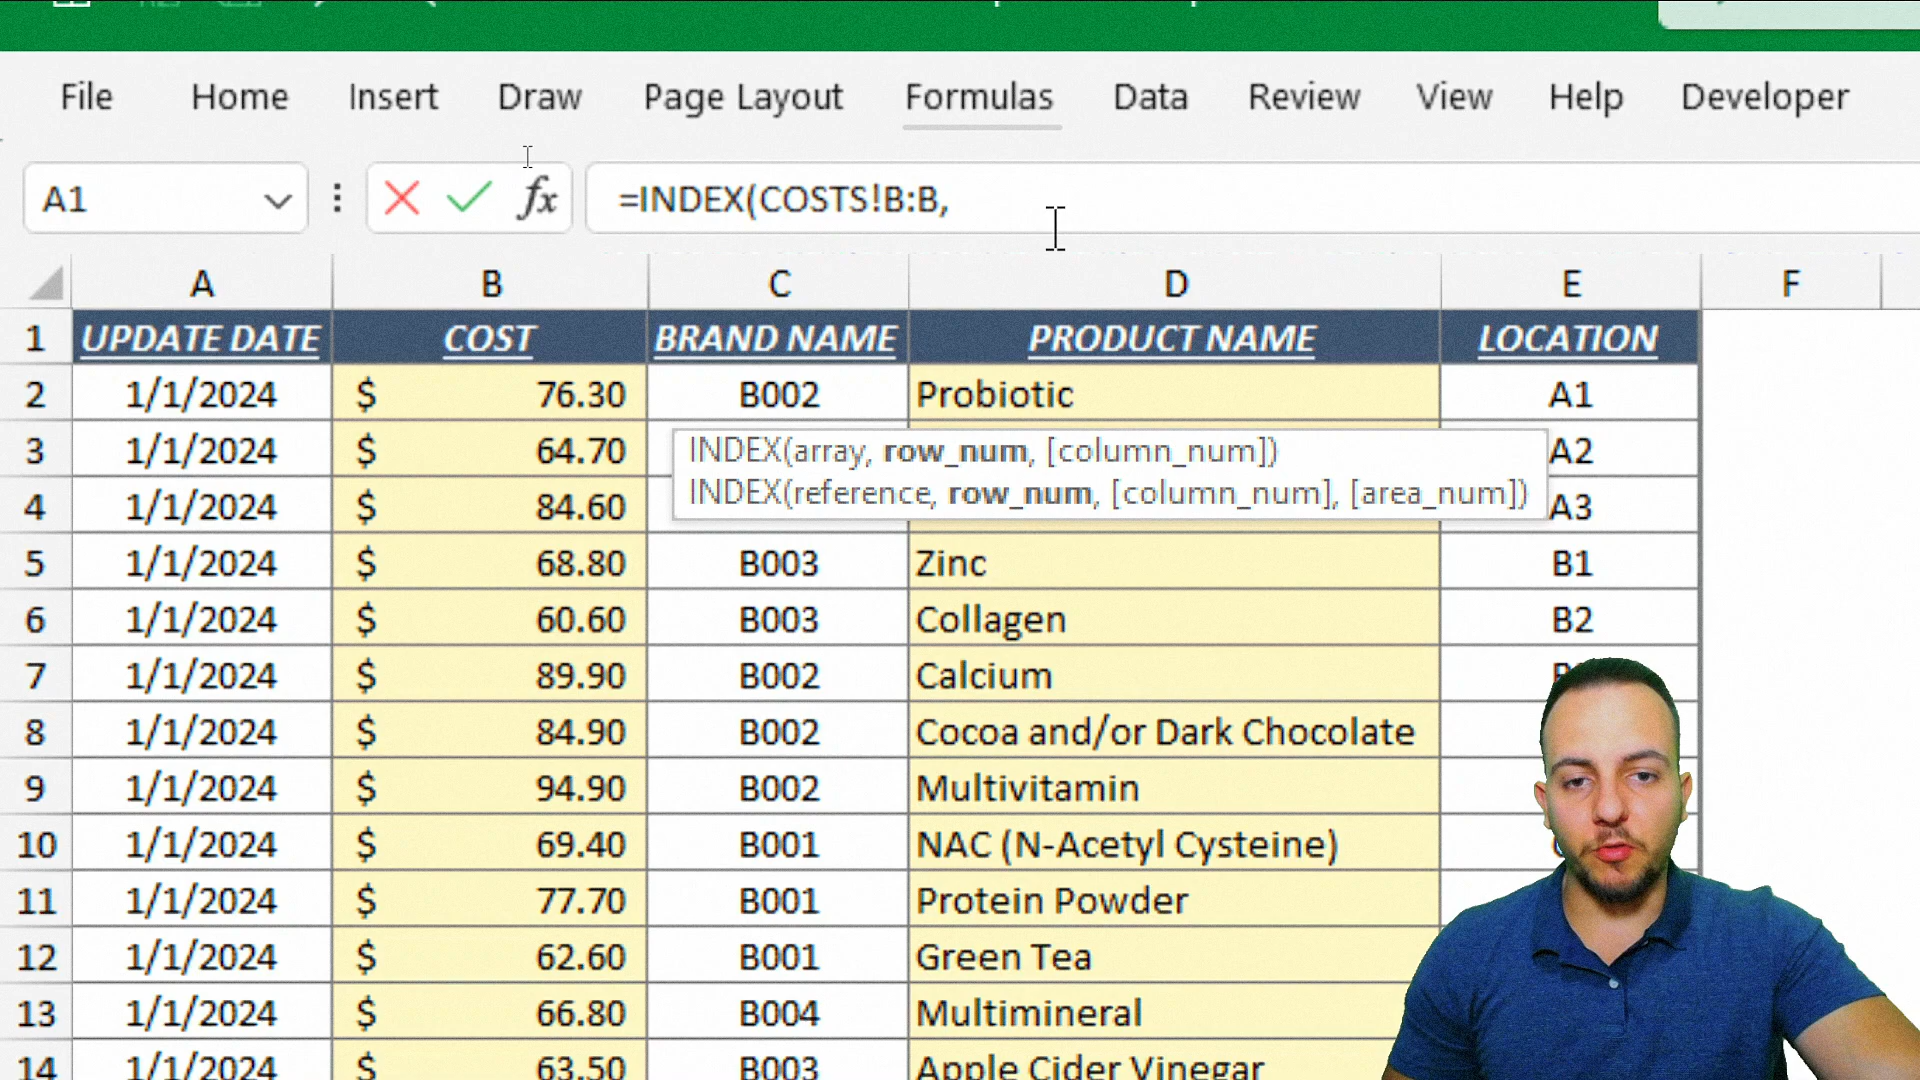 File Home Insert Draw Page Layout Formulas Data Review View Help Developer
A1 fx =INDEX(COSTS!B:B,
A B C D E F
1 UPDATE DATE COST BRAND NAME PRODUCT NAME LOCATION
2 1/1/2024 $ 76.30 B002 Probiotic A1
3 1/1/2024 $ 64.70 INDEX(array, row_num, [column_num]) A2
4 1/1/2024 $ 84.60 INDEX(reference, row_num, [column_num], [area_num]) A3
5 1/1/2024 $ 68.80 B003 Zinc B1
6 1/1/2024 $ 60.60 B003 Collagen B2
7 1/1/2024 $ 89.90 B002 Calcium
8 1/1/2024 $ 84.90 B002 Cocoa and/or Dark Chocolate
9 1/1/2024 $ 94.90 B002 Multivitamin
10 1/1/2024 $ 69.40 B001 NAC (N-Acetyl Cysteine)
11 1/1/2024 $ 77.70 B001 Protein Powder
12 1/1/2024 $ 62.60 B001 Green Tea
13 1/1/2024 $ 66.80 B004 Multimineral
14 1/1/2024 $ 63.50 B003 Apple Cider Vinegar